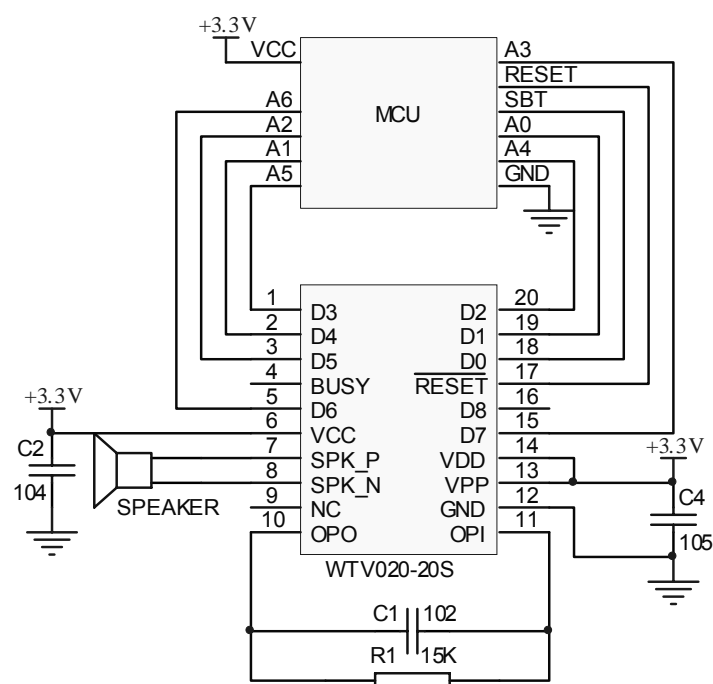 +3.3V
VCC
A3
RESET
A6
SBT
A2
MCU
A0
A1
A4
A5
GND
1
D3
D2
20
2
D4
D1
19
3
D5
D0
18
4
BUSY
RESET
17
5
D6
D8
16
+3.3V
6
VCC
D7
15
C2
104
7
SPK_P
VDD
14
+3.3V
8
SPK_N
VPP
13
SPEAKER
9
NC
GND
12
C4
105
10
OPO
OPI
11
WTV020-20S
C1
102
R1
15K